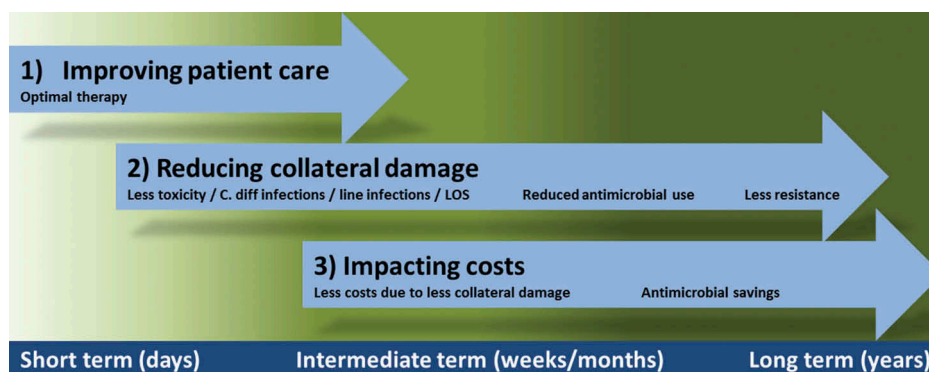 1) Improving patient care
Optimal therapy
2) Reducing collateral damage
Less toxicity / C. diff infections / line infections / LOS Reduced antimicrobial use Less resistance
3) Impacting costs
Less costs due to less collateral damage Antimicrobial savings
Short term (days) Intermediate term (weeks/months) Long term (years)